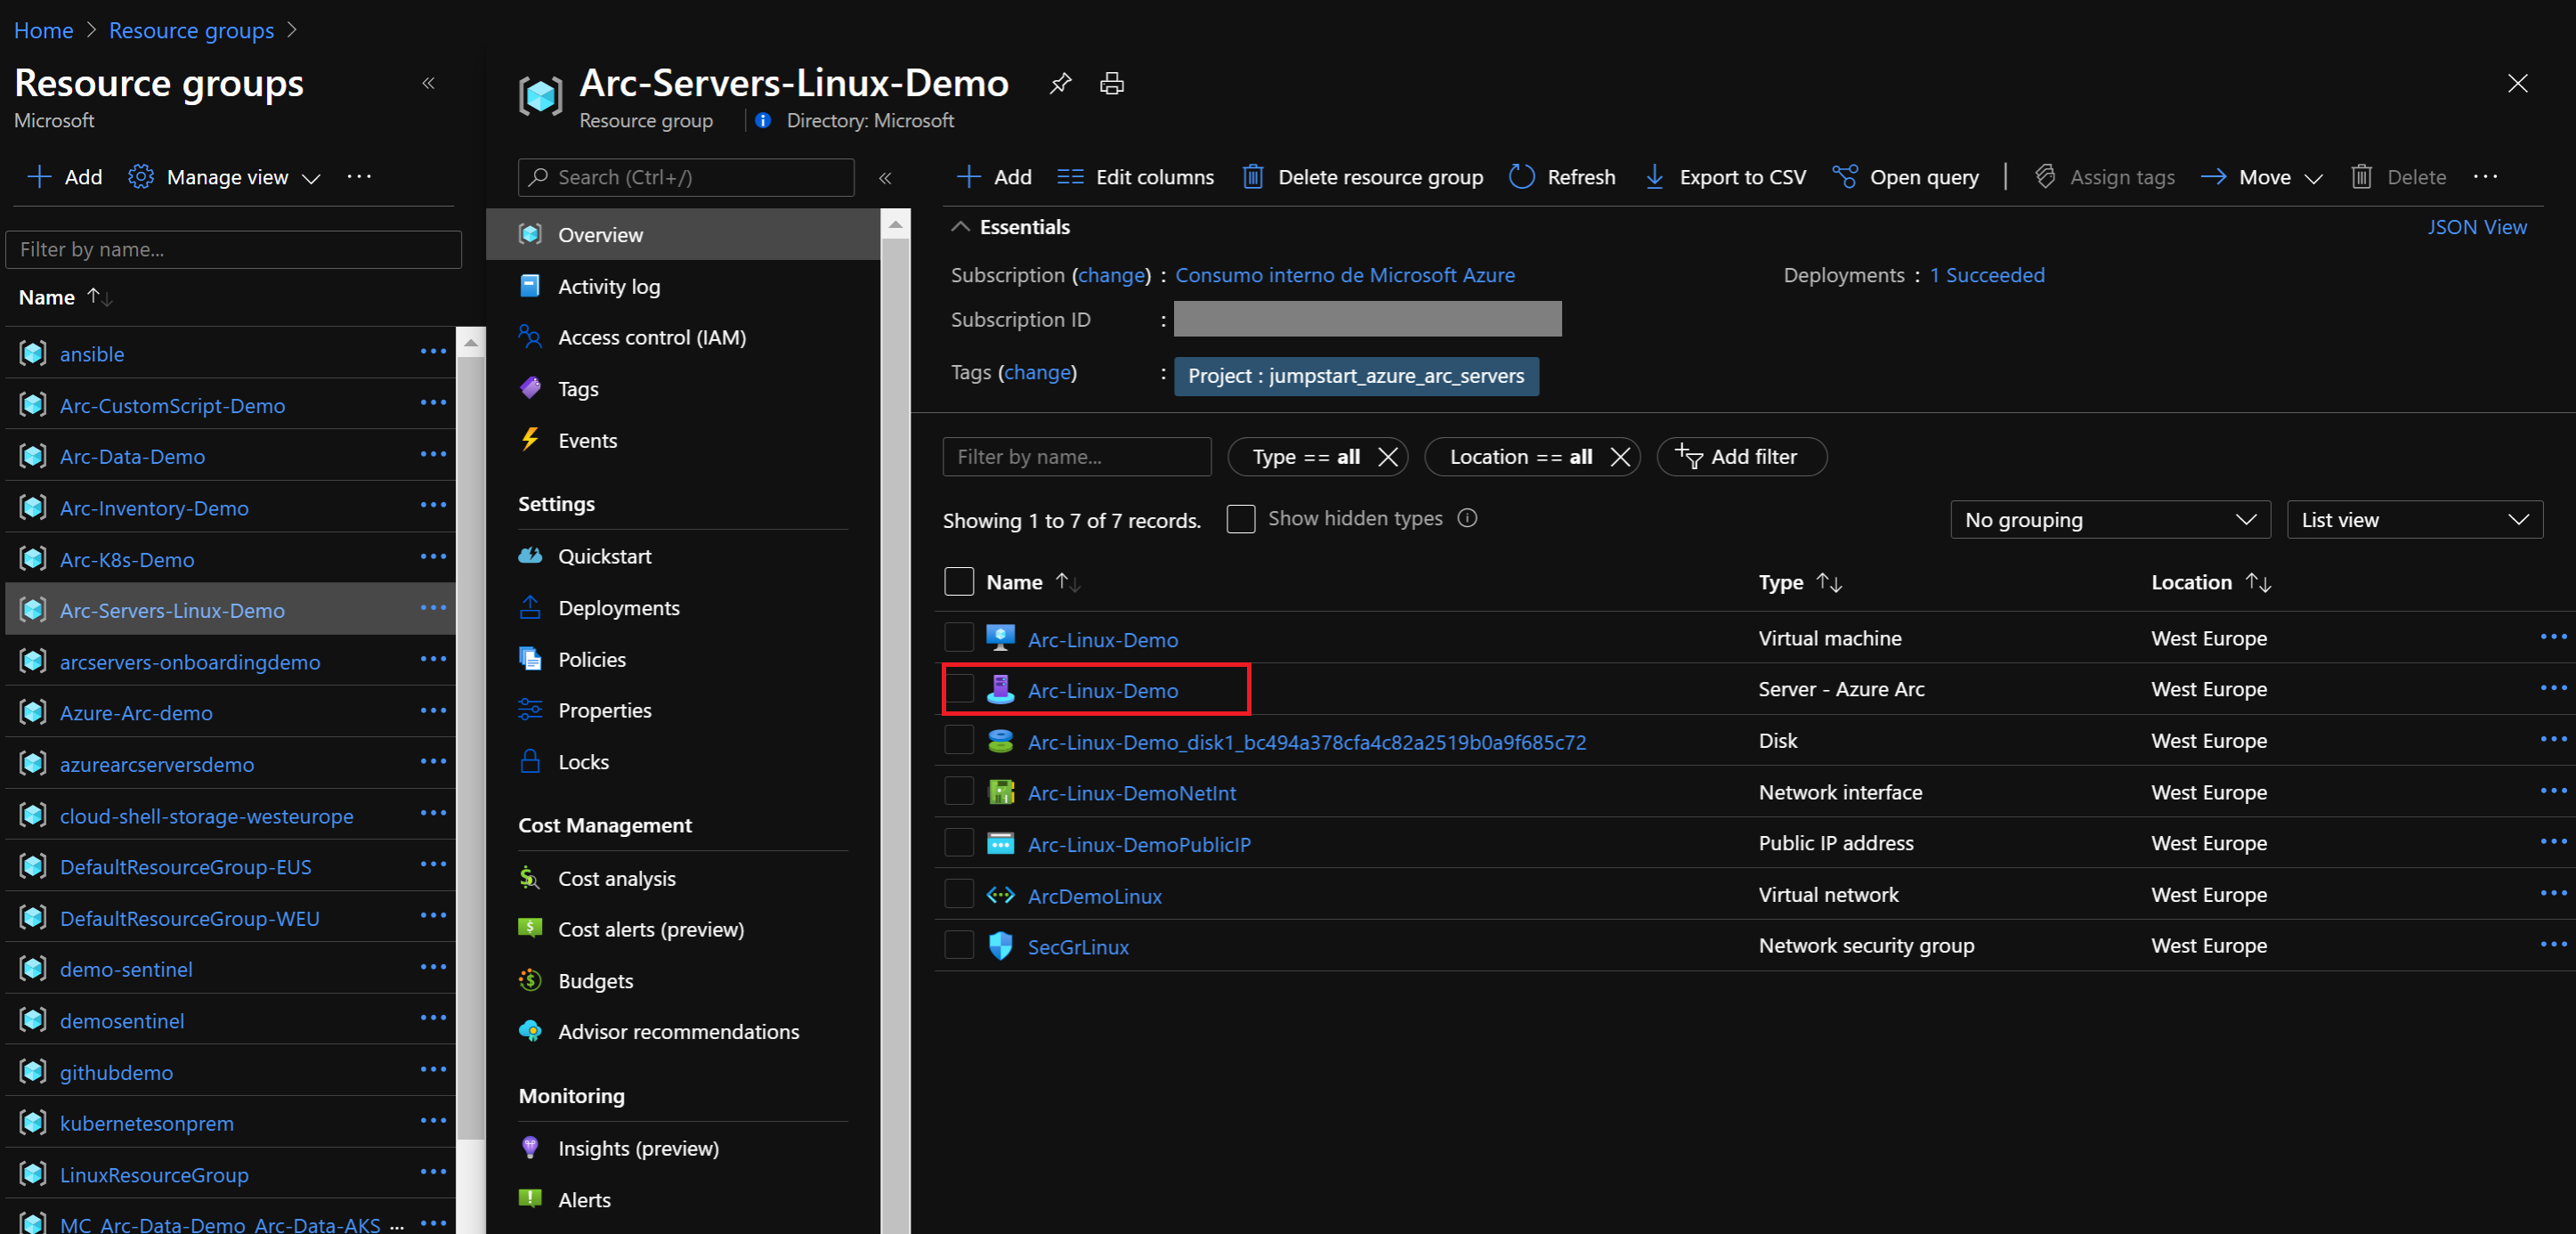 Home > Resource groups >
Resource groups
Microsoft
Add Manage view ...
Filter by name...
Name
ansible
Arc-CustomScript-Demo
Arc-Data-Demo
Arc-Inventory-Demo
Arc-K8s-Demo
Arc-Servers-Linux-Demo
arcservers-onboardingdemo
Azure-Arc-demo
azurearcserversdemo
cloud-shell-storage-westeurope
DefaultResourceGroup-EUS
DefaultResourceGroup-WEU
demo-sentinel
demosentinel
githubdemo
kubernetesonprem
LinuxResourceGroup
MC_Arc-Data-Demo_Arc-Data-AKS ...
Arc-Servers-Linux-Demo
Resource group | Directory: Microsoft
Search (Ctrl+/)
Overview
Activity log
Access control (IAM)
Tags
Events
Settings
Quickstart
Deployments
Policies
Properties
Locks
Cost Management
Cost analysis
Cost alerts (preview)
Budgets
Advisor recommendations
Monitoring
Insights (preview)
Alerts
Add Edit columns Delete resource group Refresh Export to CSV Open query | Assign tags Move Delete ...
Essentials JSON View
Subscription (change) : Consumo interno de Microsoft Azure Deployments : 1 Succeeded
Subscription ID :
Tags (change) : Project : jumpstart_azure_arc_servers
Filter by name... Type == all Location == all Add filter
Showing 1 to 7 of 7 records. Show hidden types No grouping List view
Name Type Location
Arc-Linux-Demo Virtual machine West Europe
Arc-Linux-Demo Server - Azure Arc West Europe
Arc-Linux-Demo_disk1_bc494a378cfa4c82a2519b0a9f685c72 Disk West Europe
Arc-Linux-DemoNetInt Network interface West Europe
Arc-Linux-DemoPublicIP Public IP address West Europe
ArcDemoLinux Virtual network West Europe
SecGrLinux Network security group West Europe